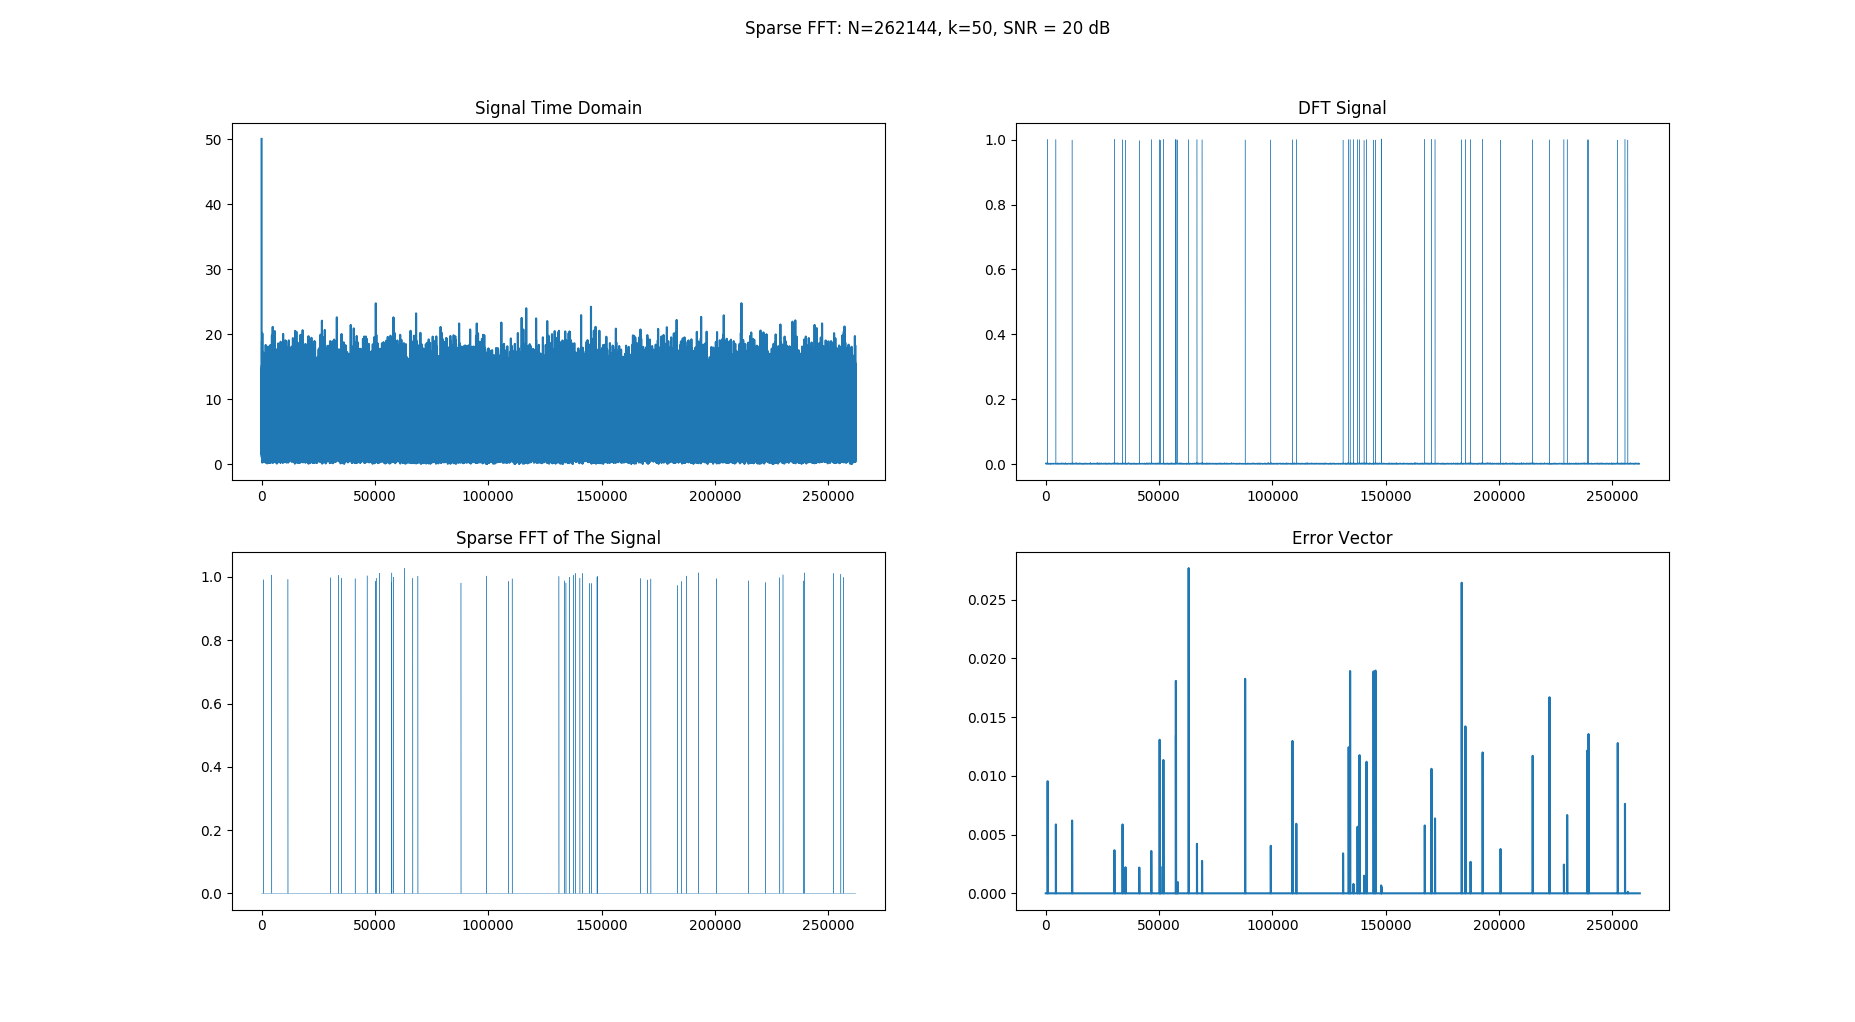 Sparse FFT: N=262144, k=50, SNR = 20 dB
Signal Time Domain
50
40
30
20
10
0
0 50000 100000 150000 200000 250000
DFT Signal
1.0
0.8
0.6
0.4
0.2
0.0
0 50000 100000 150000 200000 250000
Sparse FFT of The Signal
1.0
0.8
0.6
0.4
0.2
0.0
0 50000 100000 150000 200000 250000
Error Vector
0.025
0.020
0.015
0.010
0.005
0.000
0 50000 100000 150000 200000 250000